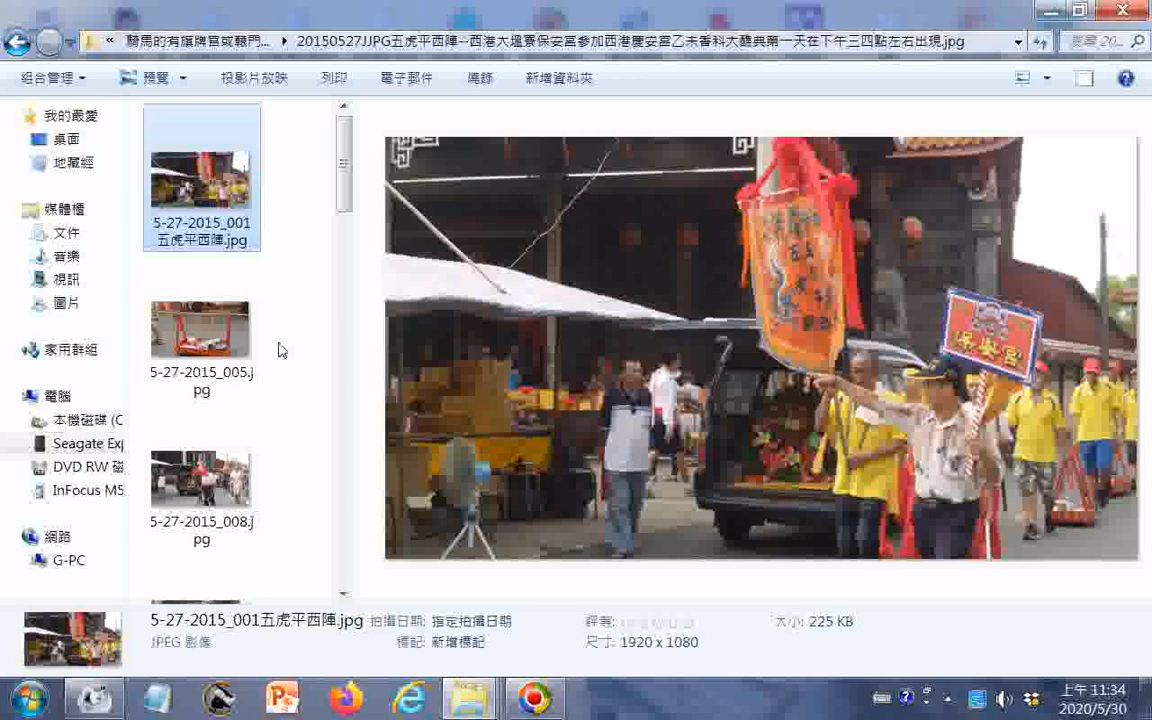 « 騎馬的有旗牌官或轅門... ▸ 20150527JJPG五虎平西陣--西港大塭寮保安宮參加西港慶安宮乙未香科大醮典第一天在下午三四點左右出現.jpg
組合管理 預覽 投影片放映 列印 電子郵件 燒錄 新增資料夾
我的最愛
桌面
地藏經
媒體櫃
文件
音樂
視訊
圖片
家用群組
電腦
本機磁碟 (C
Seagate Exp
DVD RW 磁
InFocus M5
網路
G-PC
5-27-2015_001
五虎平西陣.jpg
5-27-2015_005.j
pg
5-27-2015_008.j
pg
保安宮
5-27-2015_001五虎平西陣.jpg 拍攝日期: 指定拍攝日期 評等: 大小: 225 KB
JPEG 影像 標記: 新增標記 尺寸: 1920 x 1080
上午 11:34
2020/5/30